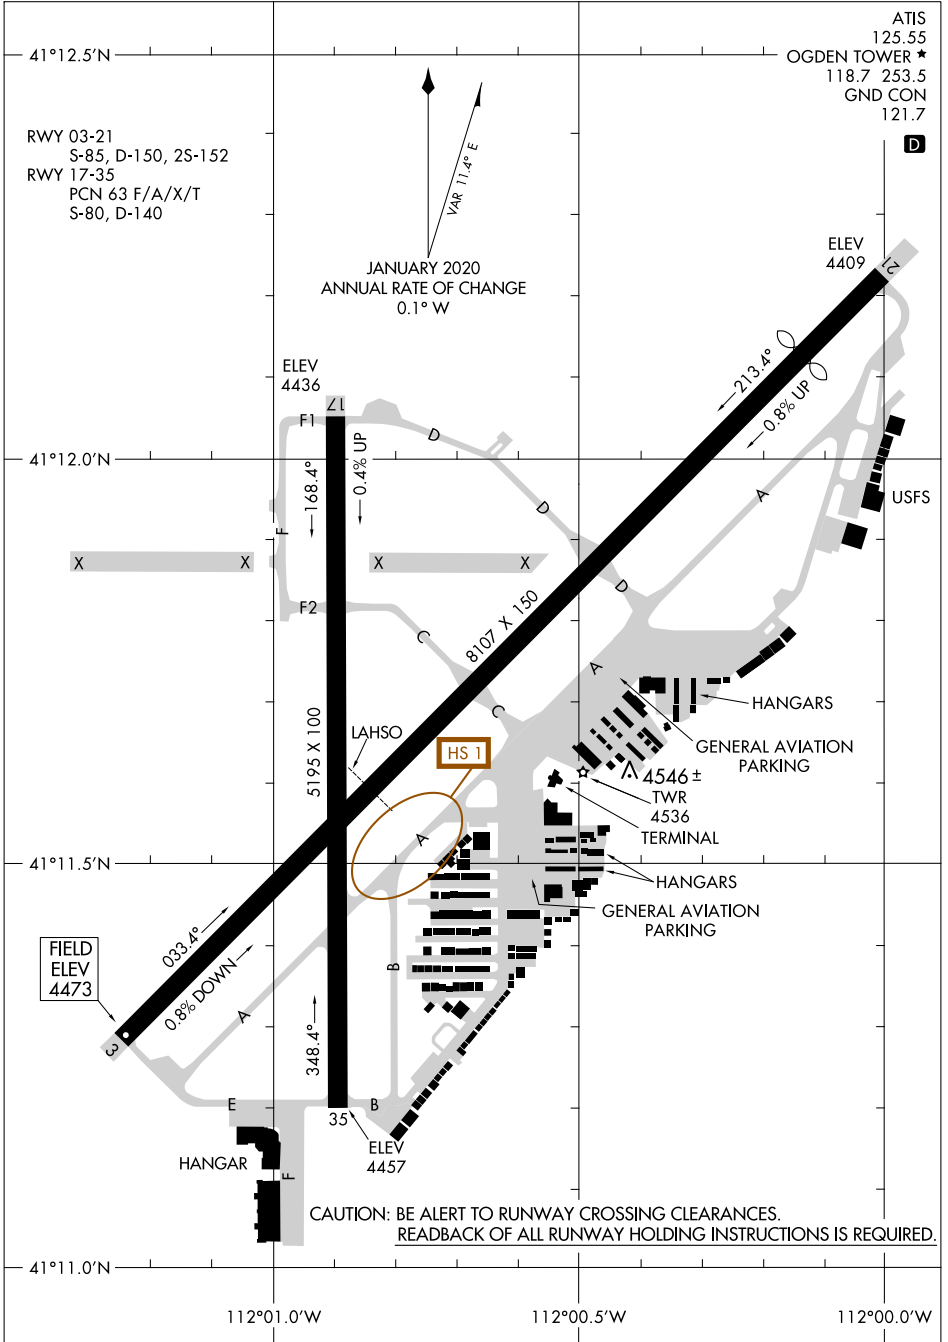 ATIS
125.55
OGDEN TOWER ★
118.7 253.5
GND CON
121.7
D
41°12.5'N
RWY 03-21
S-85, D-150, 2S-152
RWY 17-35
PCN 63 F/A/X/T
S-80, D-140
VAR 11.4° E
JANUARY 2020
ANNUAL RATE OF CHANGE
0.1° W
ELEV
4409
21
213.4°
0.8% UP
ELEV
4436
17
F1
D
41°12.0'N
168.4°
0.4% UP
A
USFS
D
F
X
X
X
X
D
F2
C
8107 X 150
A
C
HANGARS
GENERAL AVIATION
PARKING
LAHSO
HS 1
5195 X 100
4546 ±
TWR
4536
TERMINAL
A
41°11.5'N
HANGARS
GENERAL AVIATION
PARKING
033.4°
0.8% DOWN
FIELD
ELEV
4473
B
A
348.4°
3
E
B
35
ELEV
4457
HANGAR
F
CAUTION: BE ALERT TO RUNWAY CROSSING CLEARANCES.
READBACK OF ALL RUNWAY HOLDING INSTRUCTIONS IS REQUIRED.
41°11.0'N
112°01.0'W
112°00.5'W
112°00.0'W